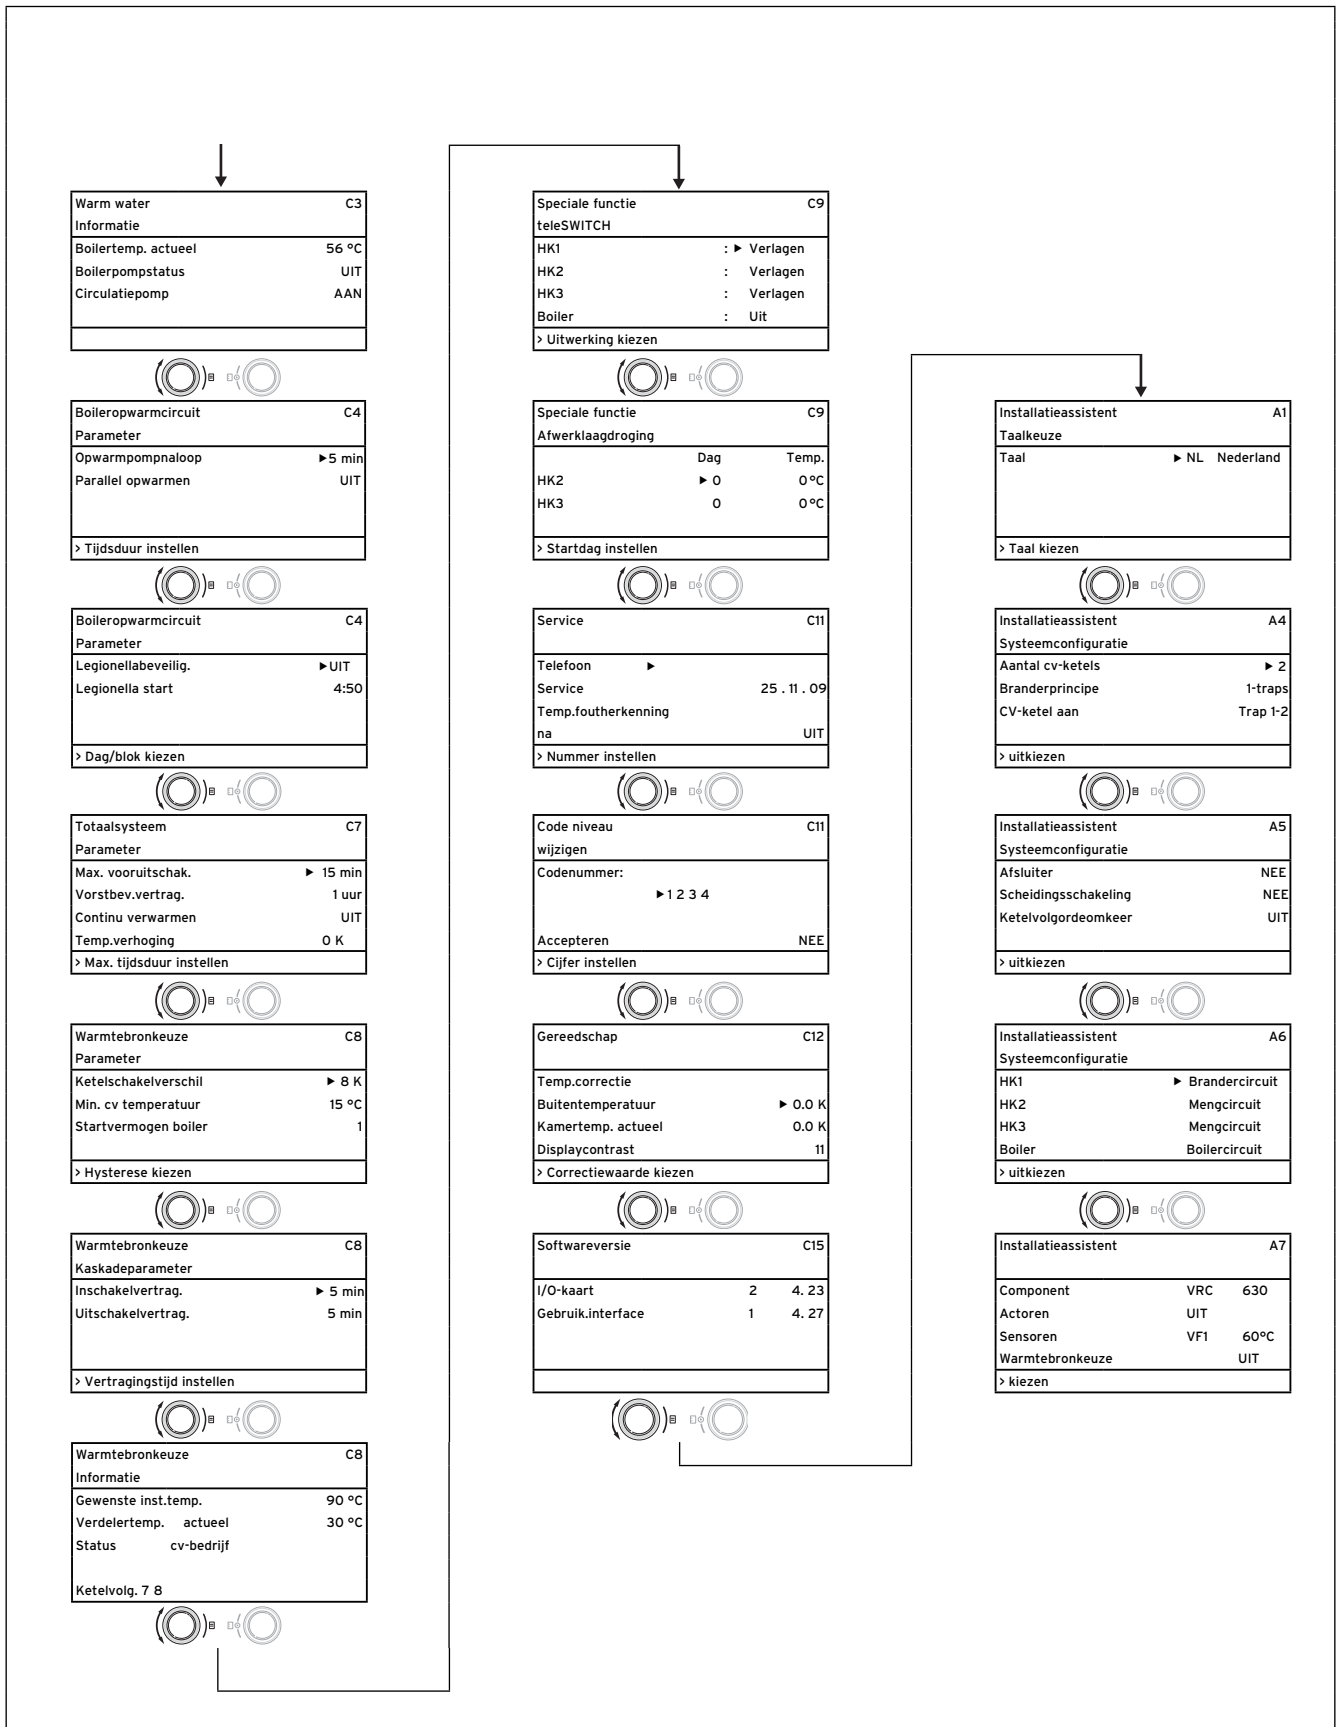 Warm water C3
Informatie
Boilertemp. actueel 56 °C
Boilerpompstatus UIT
Circulatiepomp AAN
Boileropwarmcircuit C4
Parameter
Opwarmpompnaloop ►5 min
Parallel opwarmen UIT
> Tijdsduur instellen
Boileropwarmcircuit C4
Parameter
Legionellabeveilig. ►UIT
Legionella start 4:50
> Dag/blok kiezen
Totaalsysteem C7
Parameter
Max. vooruitschak. ► 15 min
Vorstbev.vertrag. 1 uur
Continu verwarmen UIT
Temp.verhoging 0 K
> Max. tijdsduur instellen
Warmtebronkeuze C8
Parameter
Ketelschakelverschil ► 8 K
Min. cv temperatuur 15 °C
Startvermogen boiler 1
> Hysterese kiezen
Warmtebronkeuze C8
Kaskadeparameter
Inschakelvertrag. ► 5 min
Uitschakelvertrag. 5 min
> Vertragingstijd instellen
Warmtebronkeuze C8
Informatie
Gewenste inst.temp. 90 °C
Verdelertemp. actueel 30 °C
Status cv-bedrijf
Ketelvolg. 7 8
Speciale functie C9
teleSWITCH
HK1 : ► Verlagen
HK2 : Verlagen
HK3 : Verlagen
Boiler : Uit
> Uitwerking kiezen
Speciale functie C9
Afwerklaagdroging
Dag Temp.
HK2 ► 0 0 °C
HK3 0 0 °C
> Startdag instellen
Service C11
Telefoon ►
Service 25 . 11 . 09
Temp.foutherkenning
na UIT
> Nummer instellen
Code niveau C11
wijzigen
Codenummer:
►1 2 3 4
Accepteren NEE
> Cijfer instellen
Gereedschap C12
Temp.correctie
Buitentemperatuur ► 0.0 K
Kamertemp. actueel 0.0 K
Displaycontrast 11
> Correctiewaarde kiezen
Softwareversie C15
I/O-kaart 2 4. 23
Gebruik.interface 1 4. 27
Installatieassistent A1
Taalkeuze
Taal ► NL Nederland
> Taal kiezen
Installatieassistent A4
Systeemconfiguratie
Aantal cv-ketels ► 2
Branderprincipe 1-traps
CV-ketel aan Trap 1-2
> uitkiezen
Installatieassistent A5
Systeemconfiguratie
Afsluiter NEE
Scheidingsschakeling NEE
Ketelvolgordeomkeer UIT
> uitkiezen
Installatieassistent A6
Systeemconfiguratie
HK1 ► Brandercircuit
HK2 Mengcircuit
HK3 Mengcircuit
Boiler Boilercircuit
> uitkiezen
Installatieassistent A7
Component VRC 630
Actoren UIT
Sensoren VF1 60°C
Warmtebronkeuze UIT
> kiezen